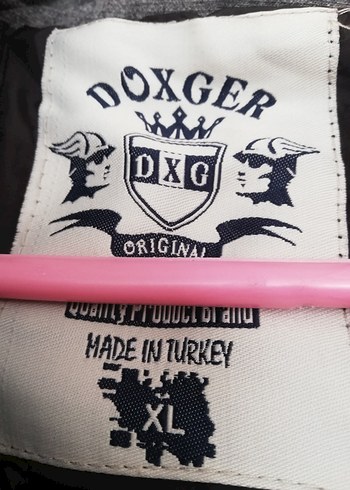 DOXGER
DXG
ORIGINAL
Quality Product Brand
MADE IN TURKEY
XL